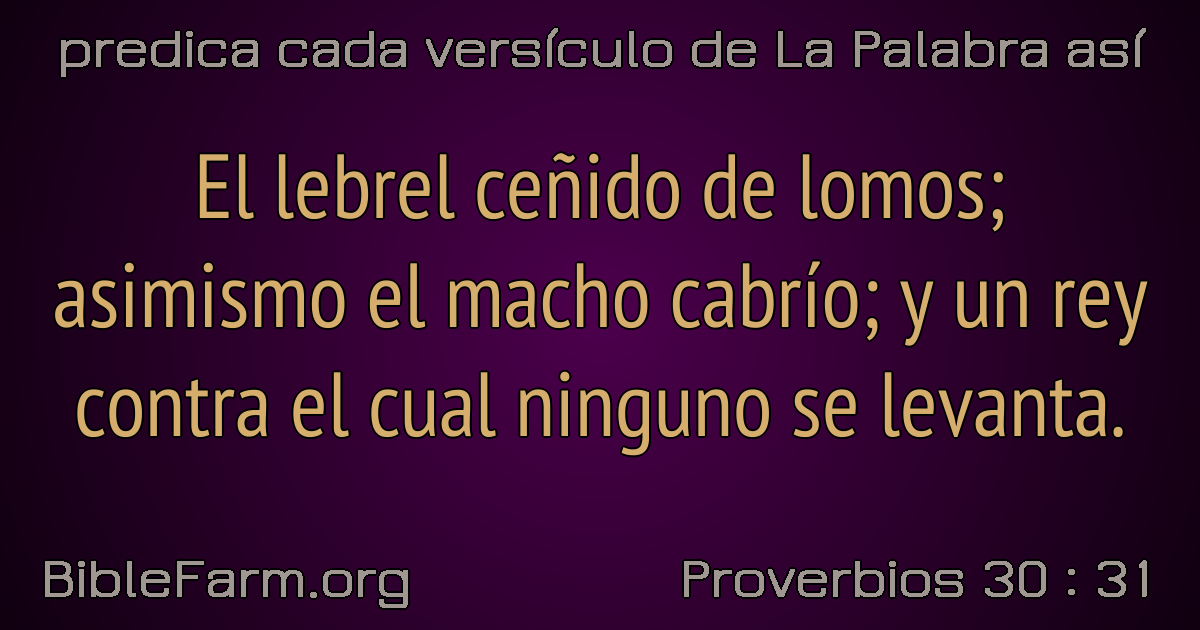 predica cada versículo de La Palabra así
El lebrel ceñido de lomos;
asimismo el macho cabrío; y un rey
contra el cual ninguno se levanta.
BibleFarm.org
Proverbios 30 : 31